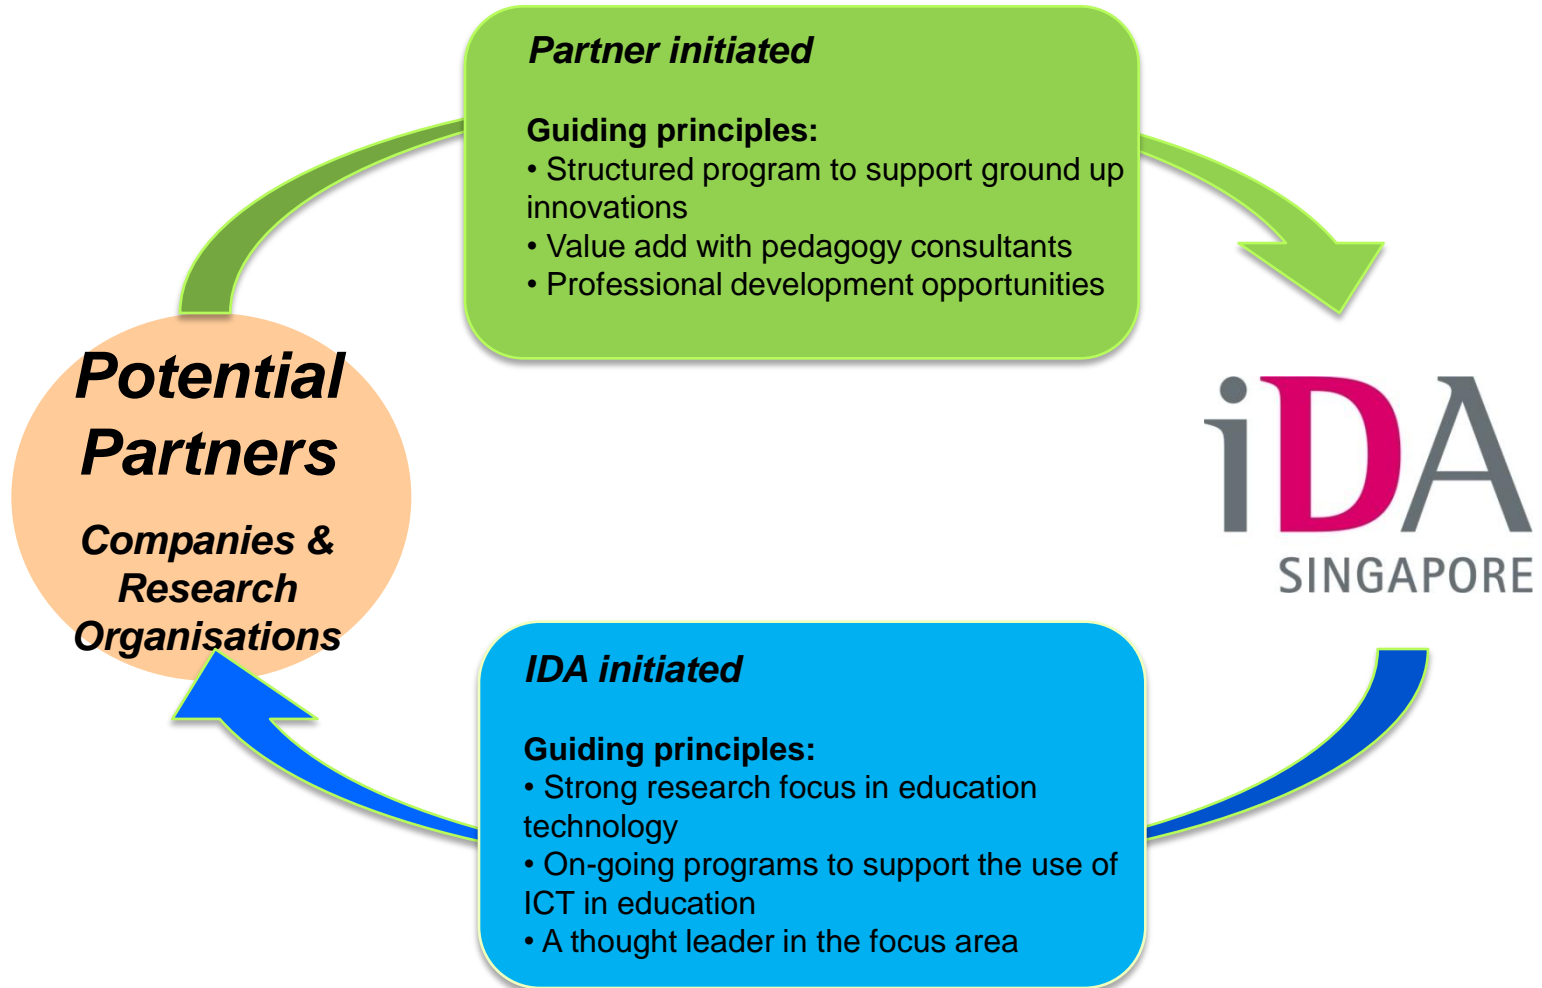 Partner initiated
Guiding principles:
• Structured program to support ground up
innovations
• Value add with pedagogy consultants
• Professional development opportunities
Potential
Partners
Companies &
Research
Organisations
iDA
SINGAPORE
IDA initiated
Guiding principles:
• Strong research focus in education
technology
• On-going programs to support the use of
ICT in education
• A thought leader in the focus area